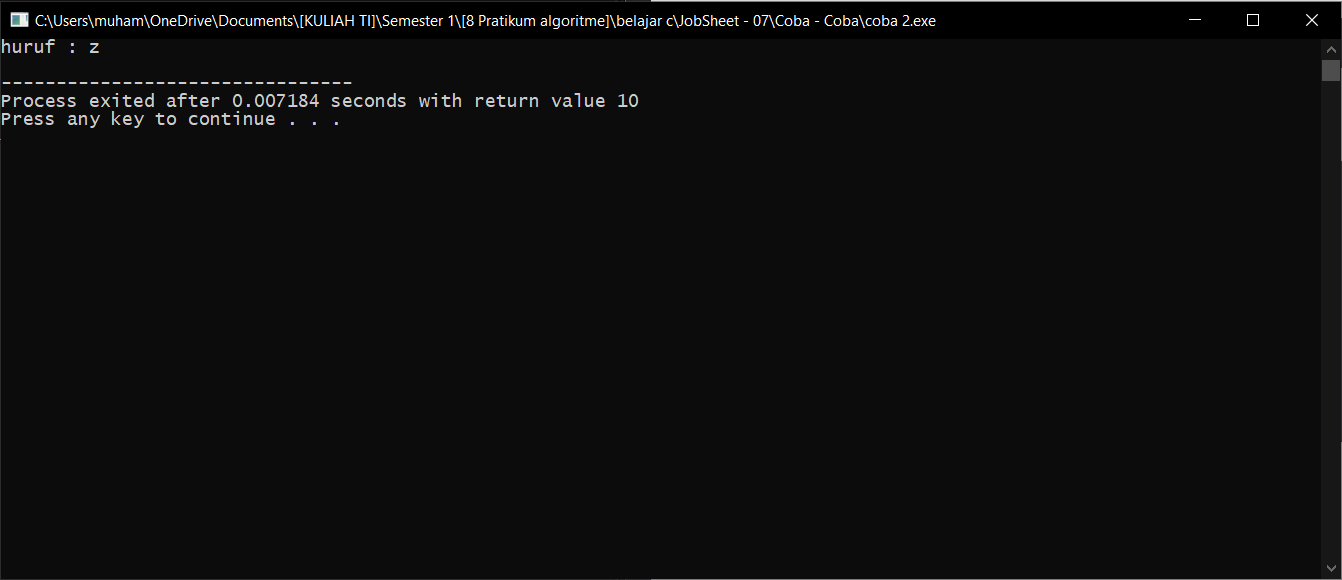 C:\Users\muham\OneDrive\Documents\[KULIAH TI]\Semester 1\[8 Pratikum algoritme]\belajar c\JobSheet - 07\Coba - Coba\coba 2.exe
huruf : z
--------------------------------
Process exited after 0.007184 seconds with return value 10
Press any key to continue . . .